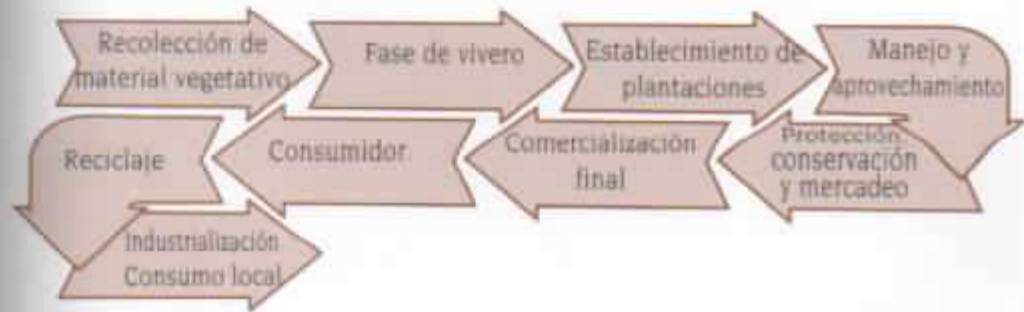 Recolección de
material vegetativo
Fase de vivero
Establecimiento de
plantaciones
Manejo y
aprovechamiento
Protección,
conservación
y mercadeo
Comercialización
final
Consumidor
Reciclaje
Industrialización
Consumo local